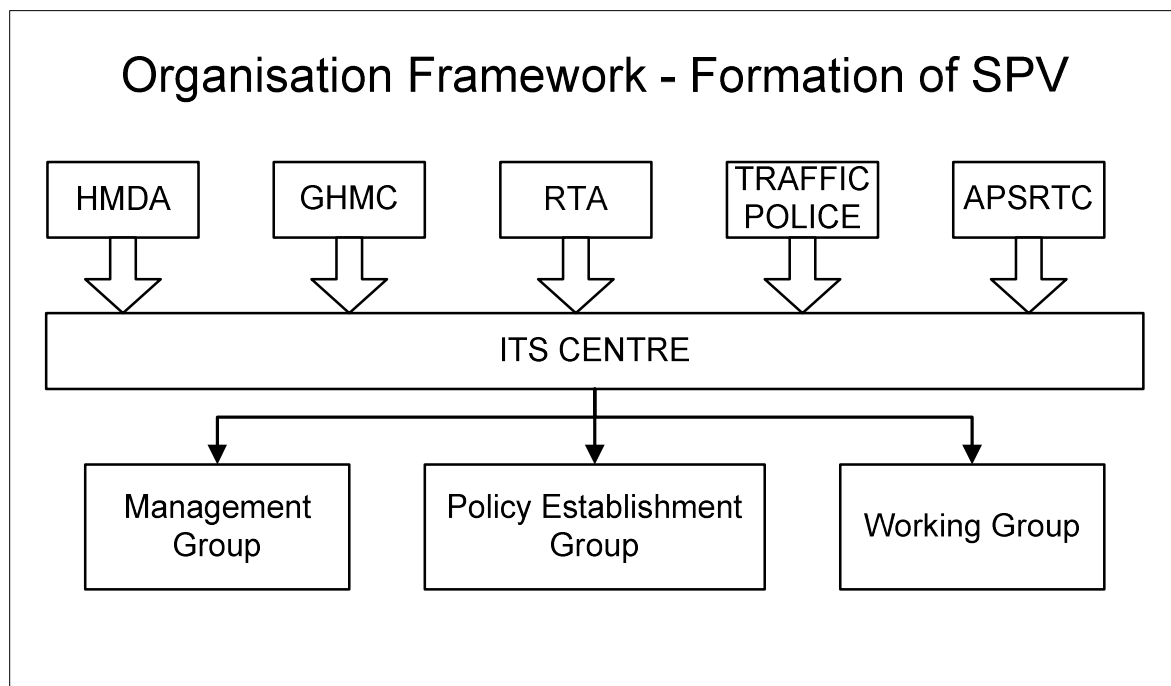 Organisation Framework - Formation of SPV
HMDA
GHMC
RTA
TRAFFIC
POLICE
APSRTC
ITS CENTRE
Management
Group
Policy Establishment
Group
Working Group